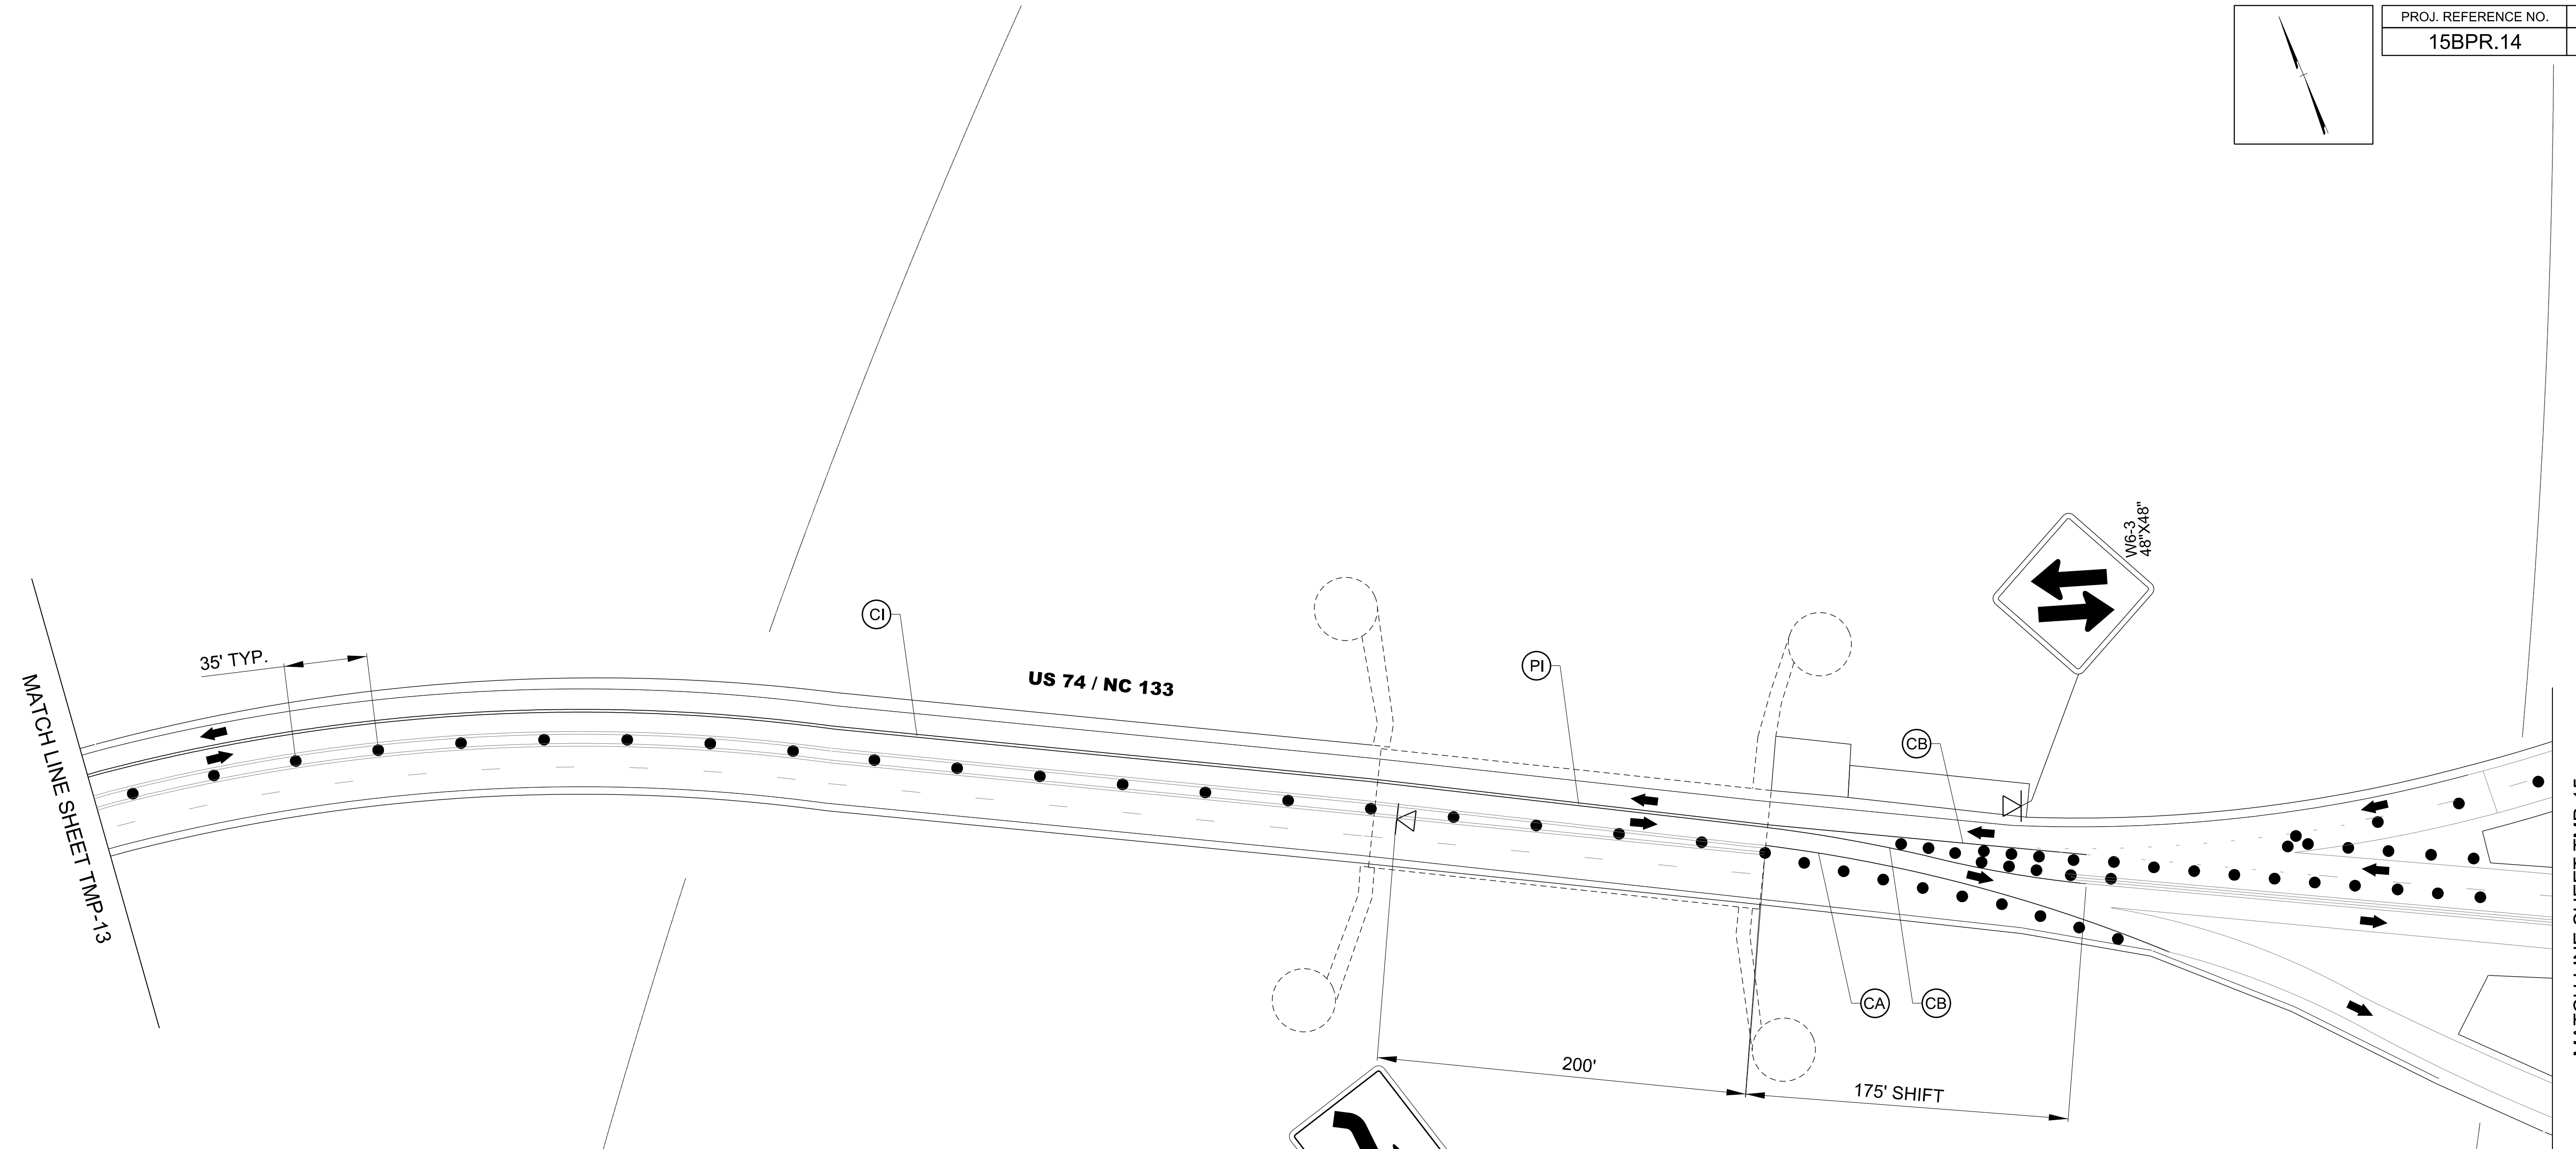 PROJ. REFERENCE NO.
15BPR.14
W6-3
48"X48"
CI
35' TYP.
US 74 / NC 133
PI
CB
MATCH LINE SHEET TMP-13
CA
CB
200'
175' SHIFT